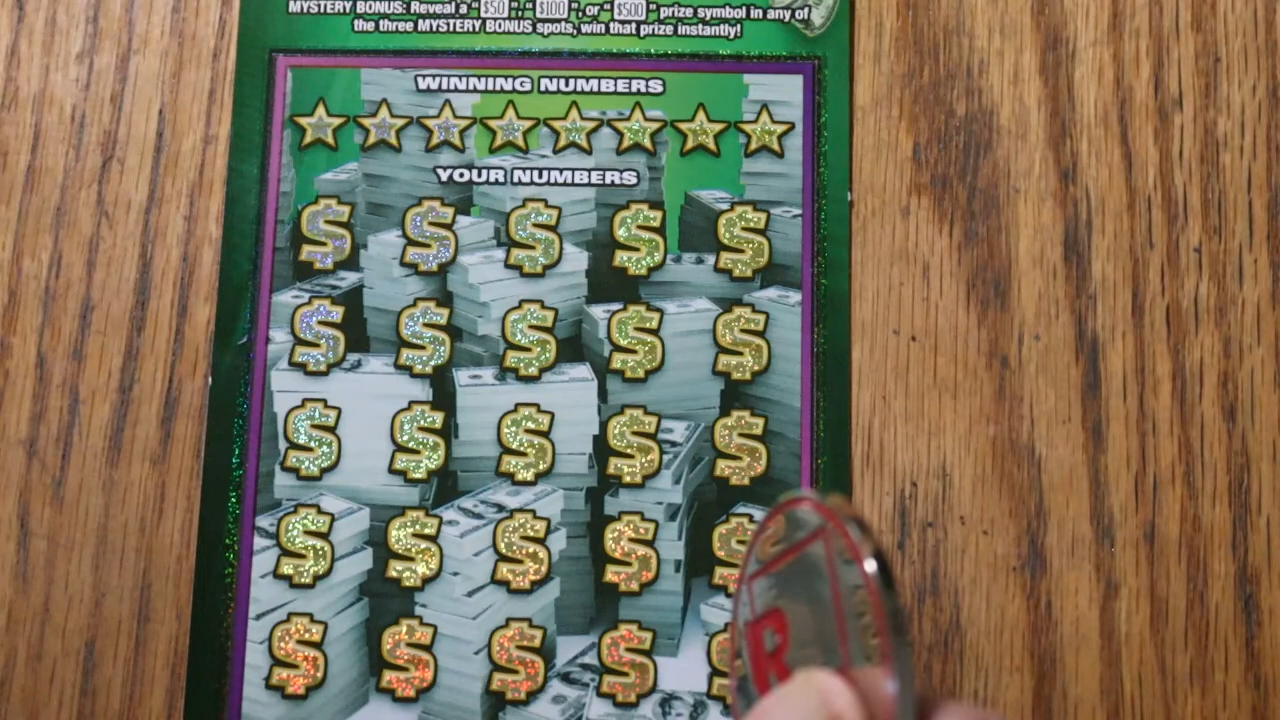 MYSTERY BONUS: Reveal a "$50", "$100", or "$500" prize symbol in any of
the three MYSTERY BONUS spots, win that prize instantly!
WINNING NUMBERS
YOUR NUMBERS
$ $ $ $ $
$ $ $ $ $
$ $ $ $ $
$ $ $ $ $
$ $ $ $ $
R